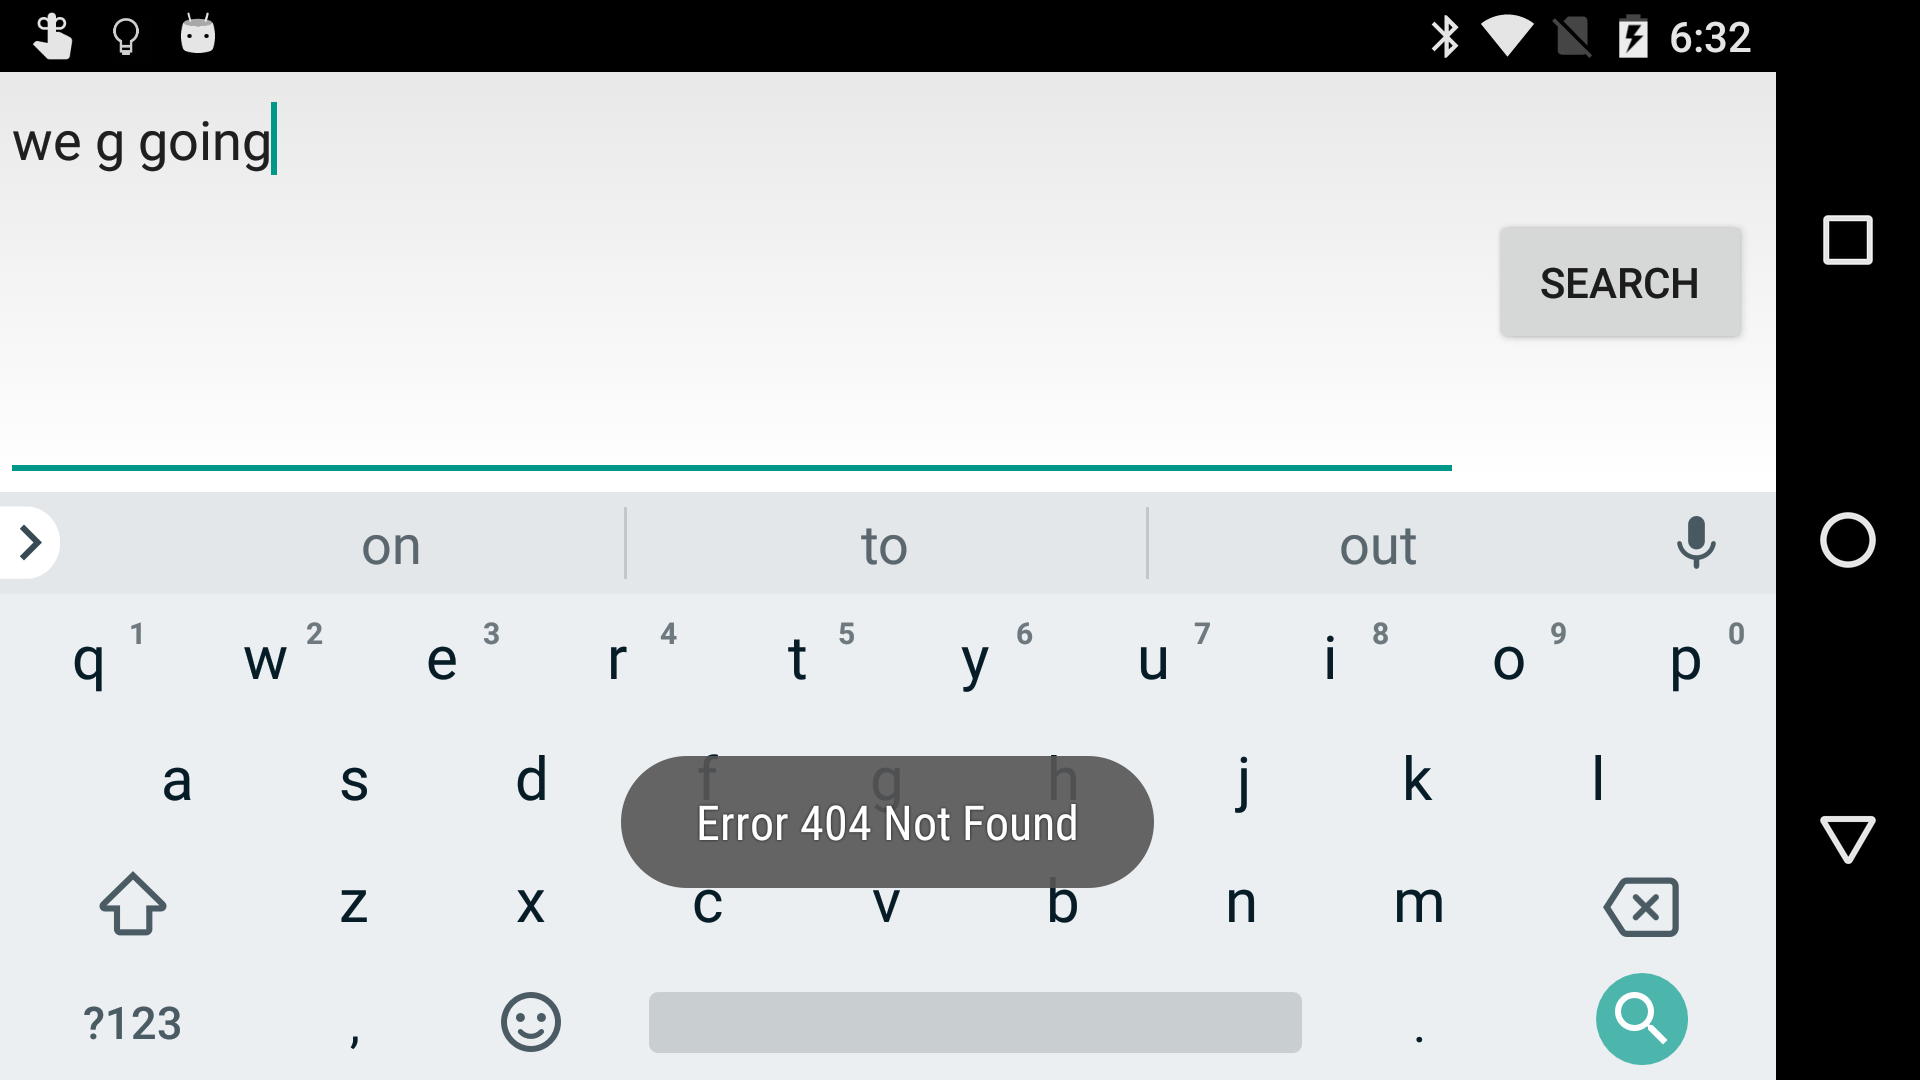 6:32
we g going
SEARCH
on to out
q 1 w 2 e 3 r 4 t 5 y 6 u 7 i 8 o 9 p 0
a s d f g h j k l
Error 404 Not Found
z x c v b n m
?123 , .